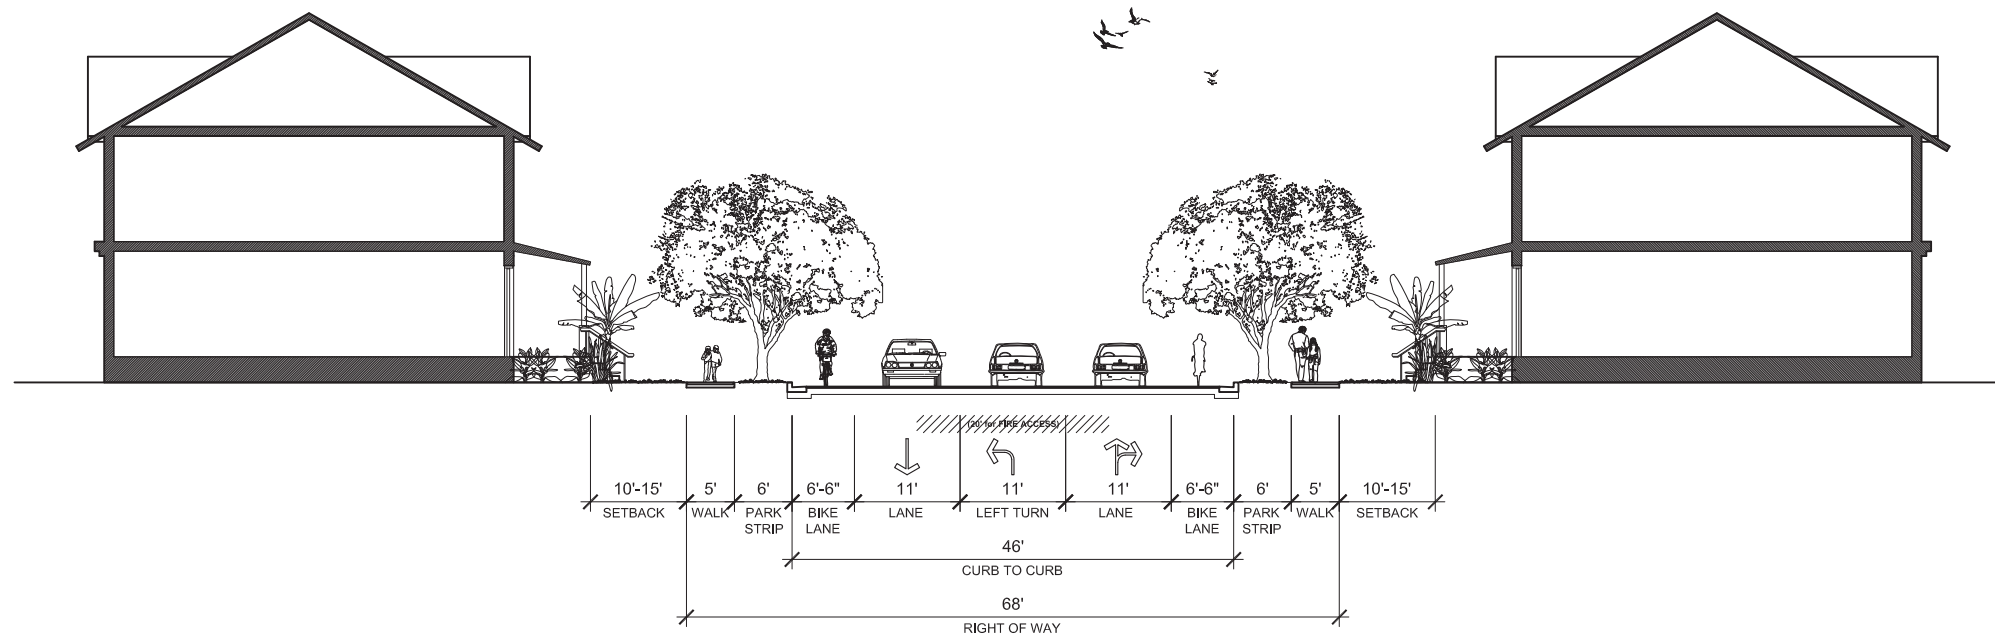 (20' for FIRE ACCESS)
10'-15' 5' 6' 6'-6" 11' 11' 11' 6'-6" 6' 5' 10'-15'
SETBACK WALK PARK STRIP BIKE LANE LANE LEFT TURN LANE BIKE LANE PARK STRIP WALK SETBACK
46'
CURB TO CURB
68'
RIGHT OF WAY